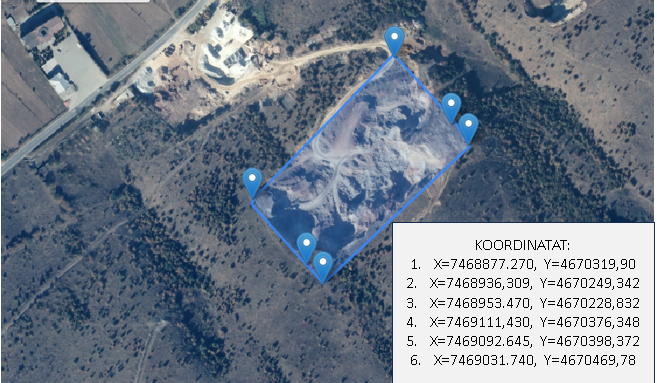 KOORDINATAT:
1. X=7468877.270, Y=4670319,90
2. X=7468936,309, Y=4670249,342
3. X=7468953.470, Y=4670228,832
4. X=7469111,430, Y=4670376,348
5. X=7469092.645, Y=4670398,372
6. X=7469031.740, Y=4670469,78